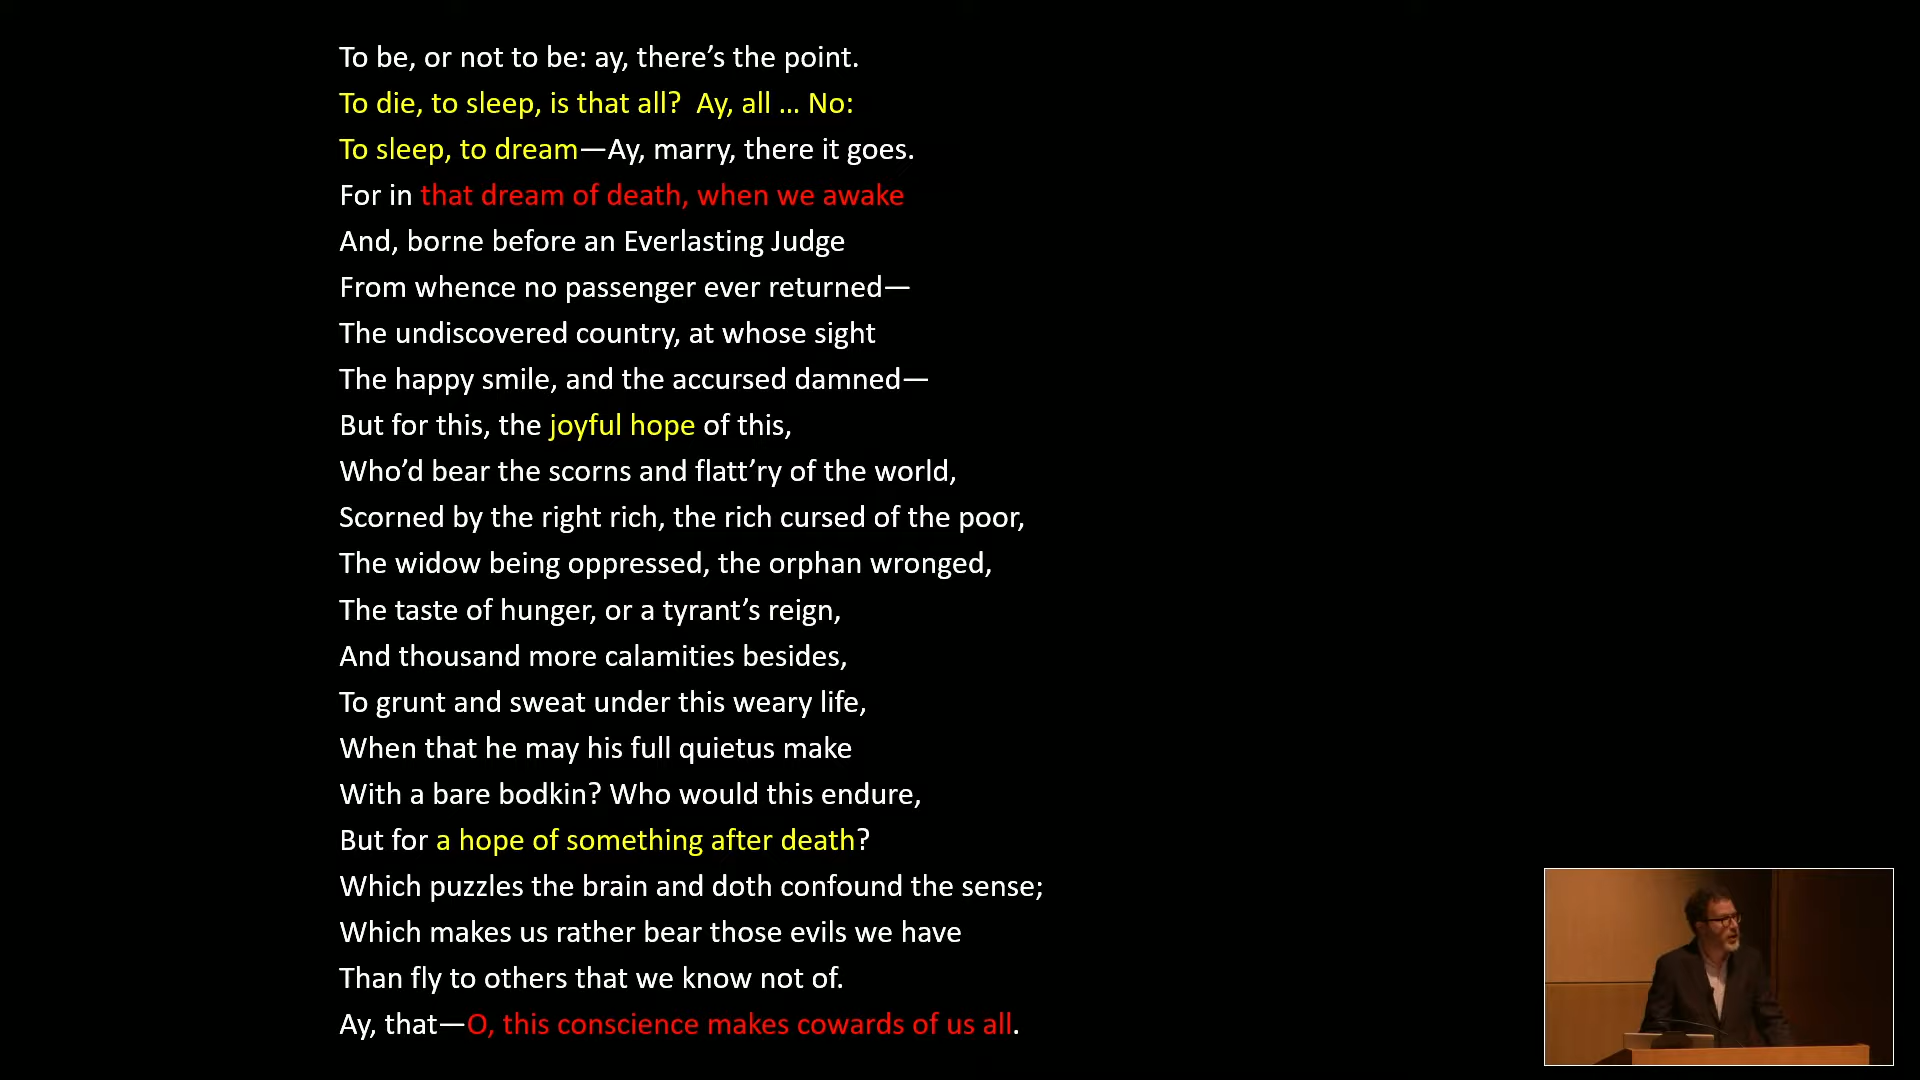 To be, or not to be: ay, there’s the point.
To die, to sleep, is that all?  Ay, all ... No:
To sleep, to dream—Ay, marry, there it goes.
For in that dream of death, when we awake
And, borne before an Everlasting Judge
From whence no passenger ever returned—
The undiscovered country, at whose sight
The happy smile, and the accursed damned—
But for this, the joyful hope of this,
Who’d bear the scorns and flatt’ry of the world,
Scorned by the right rich, the rich cursed of the poor,
The widow being oppressed, the orphan wronged,
The taste of hunger, or a tyrant’s reign,
And thousand more calamities besides,
To grunt and sweat under this weary life,
When that he may his full quietus make
With a bare bodkin? Who would this endure,
But for a hope of something after death?
Which puzzles the brain and doth confound the sense;
Which makes us rather bear those evils we have
Than fly to others that we know not of.
Ay, that—O, this conscience makes cowards of us all.